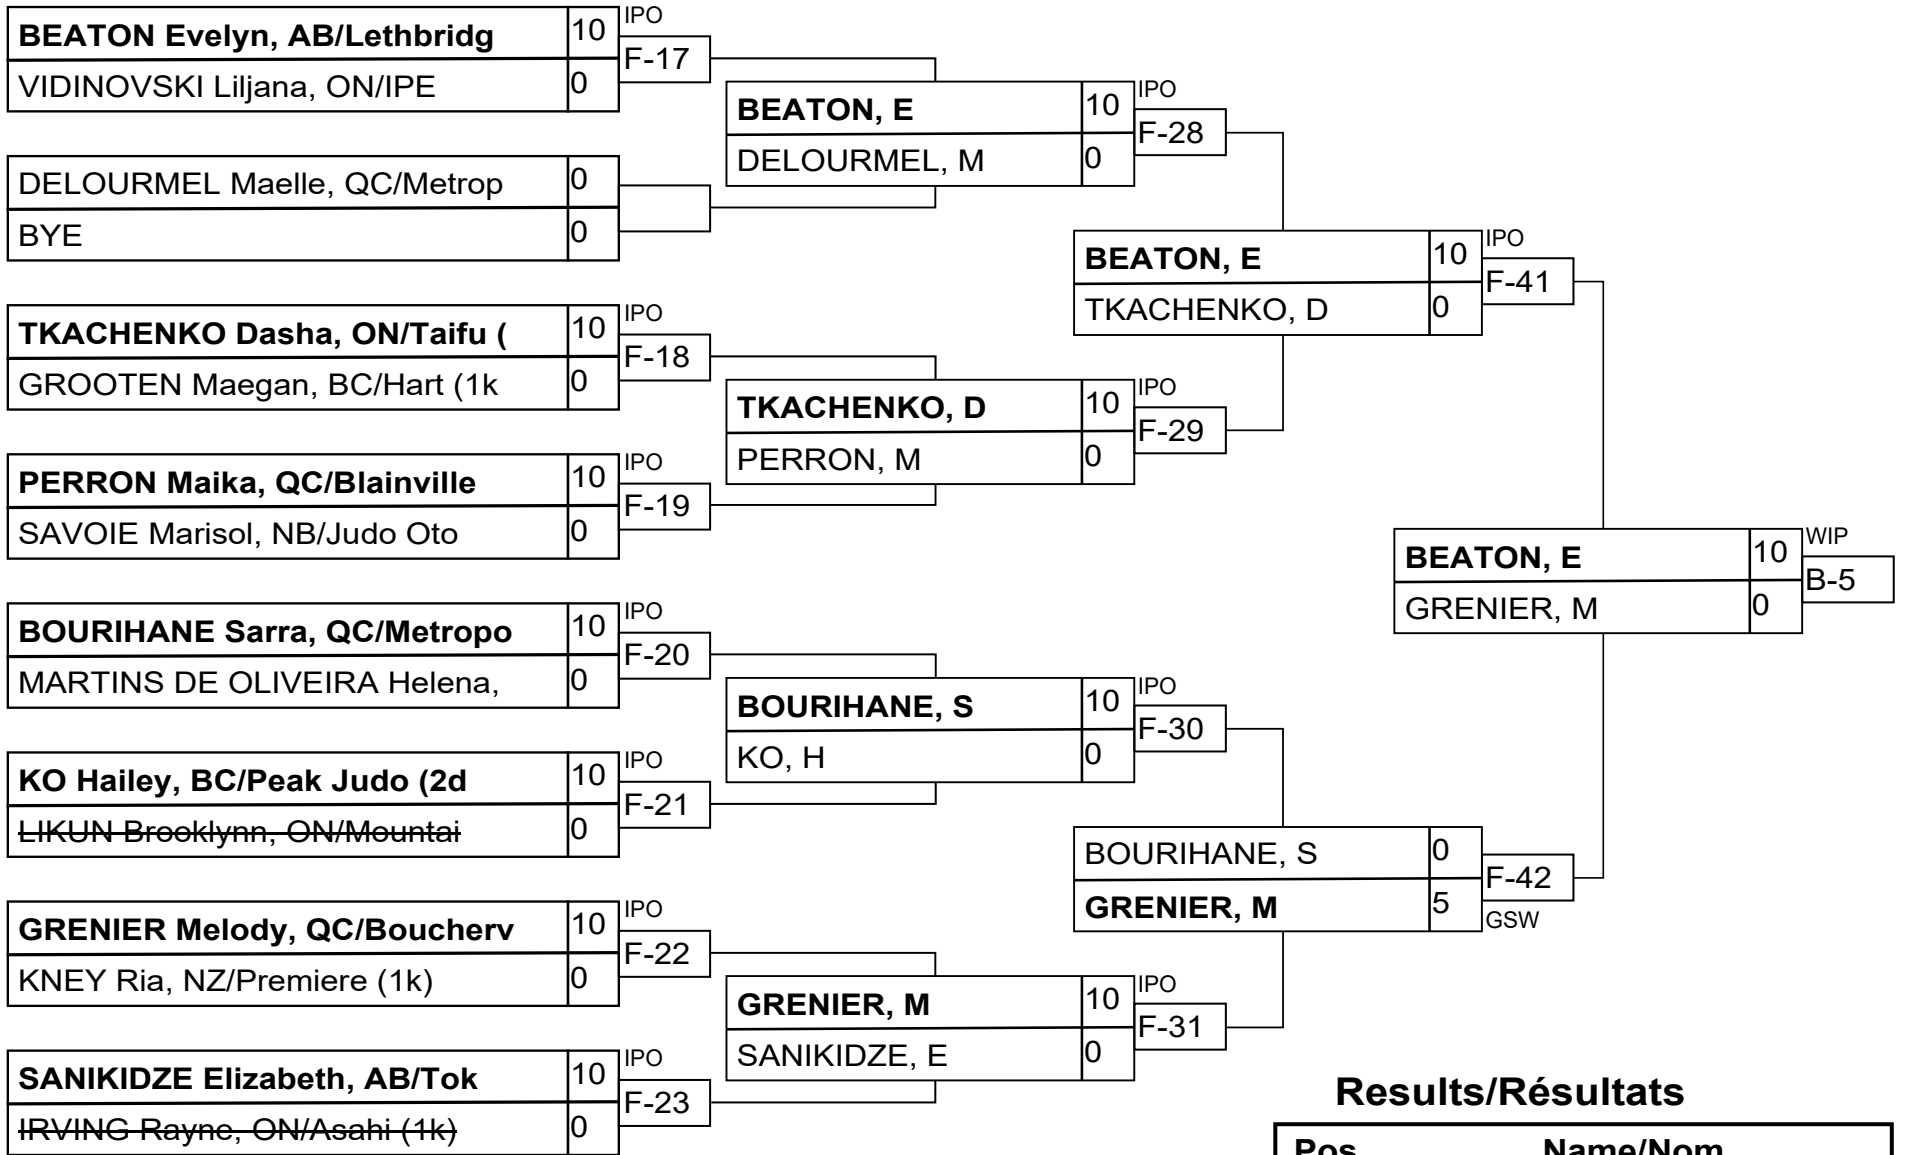 BEATON Evelyn, AB/Lethbridg 10 IPO
F-17
VIDINOVSKI Liljana, ON/IPE 0
DELOURMEL Maelle, QC/Metrop 0
BYE 0
TKACHENKO Dasha, ON/Taifu ( 10 IPO
F-18
GROOTEN Maegan, BC/Hart (1k 0
PERRON Maika, QC/Blainville 10 IPO
F-19
SAVOIE Marisol, NB/Judo Oto 0
BOURIHANE Sarra, QC/Metropo 10 IPO
F-20
MARTINS DE OLIVEIRA Helena, 0
KO Hailey, BC/Peak Judo (2d 10 IPO
F-21
LIKUN Brooklynn, ON/Mountai 0
GRENIER Melody, QC/Boucherv 10 IPO
F-22
KNEY Ria, NZ/Premiere (1k) 0
SANIKIDZE Elizabeth, AB/Tok 10 IPO
F-23
IRVING Rayne, ON/Asahi (1k) 0
BEATON, E 10 IPO
F-28
DELOURMEL, M 0
TKACHENKO, D 10 IPO
F-29
PERRON, M 0
BOURIHANE, S 10 IPO
F-30
KO, H 0
GRENIER, M 10 IPO
F-31
SANIKIDZE, E 0
BEATON, E 10 IPO
F-41
TKACHENKO, D 0
BOURIHANE, S 0
F-42
GRENIER, M 5 GSW
BEATON, E 10 WIP
B-5
GRENIER, M 0
Results/Résultats
Pos Name/Nom